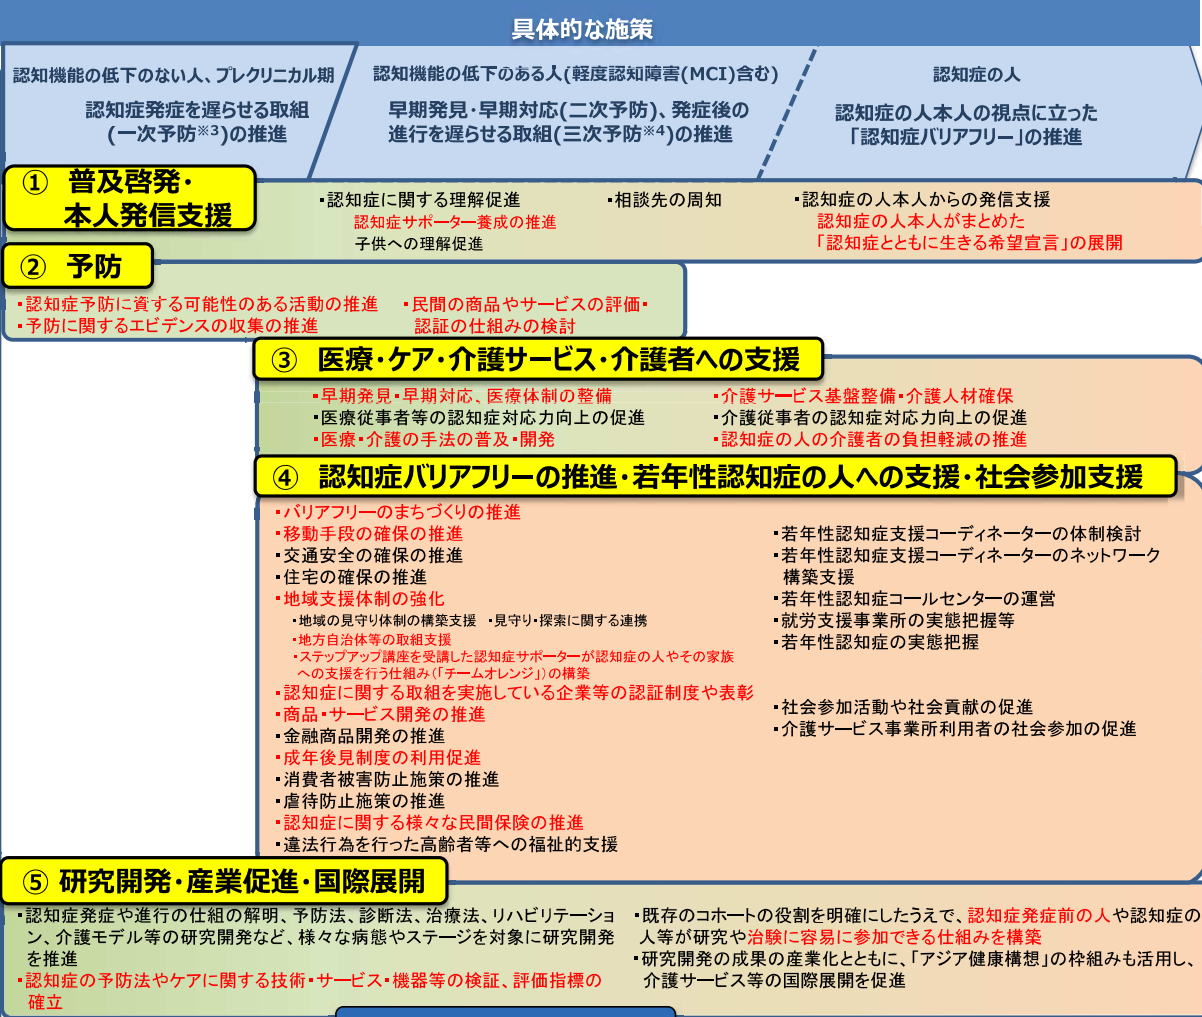 具体的な施策
認知機能の低下のない人、プレクリニカル期
認知症発症を遅らせる取組
(一次予防※3)の推進
認知機能の低下のある人(軽度認知障害(MCI)含む)
早期発見・早期対応(二次予防)、発症後の
進行を遅らせる取組(三次予防※4)の推進
認知症の人
認知症の人本人の視点に立った
「認知症バリアフリー」の推進
① 普及啓発・
本人発信支援
・認知症に関する理解促進
認知症サポーター養成の推進
子供への理解促進
・相談先の周知
・認知症の人本人からの発信支援
認知症の人本人がまとめた
「認知症とともに生きる希望宣言」の展開
② 予防
・認知症予防に資する可能性のある活動の推進
・予防に関するエビデンスの収集の推進
・民間の商品やサービスの評価・
認証の仕組みの検討
③ 医療・ケア・介護サービス・介護者への支援
・早期発見・早期対応、医療体制の整備
・医療従事者等の認知症対応力向上の促進
・医療・介護の手法の普及・開発
・介護サービス基盤整備・介護人材確保
・介護従事者の認知症対応力向上の促進
・認知症の人の介護者の負担軽減の推進
④ 認知症バリアフリーの推進・若年性認知症の人への支援・社会参加支援
・バリアフリーのまちづくりの推進
・移動手段の確保の推進
・交通安全の確保の推進
・住宅の確保の推進
・地域支援体制の強化
・地域の見守り体制の構築支援 ・見守り・探索に関する連携
・地方自治体等の取組支援
・ステップアップ講座を受講した認知症サポーターが認知症の人やその家族
への支援を行う仕組み(「チームオレンジ」)の構築
・認知症に関する取組を実施している企業等の認証制度や表彰
・商品・サービス開発の推進
・金融商品開発の推進
・成年後見制度の利用促進
・消費者被害防止施策の推進
・虐待防止施策の推進
・認知症に関する様々な民間保険の推進
・違法行為を行った高齢者等への福祉的支援
・若年性認知症支援コーディネーターの体制検討
・若年性認知症支援コーディネーターのネットワーク
構築支援
・若年性認知症コールセンターの運営
・就労支援事業所の実態把握等
・若年性認知症の実態把握
・社会参加活動や社会貢献の促進
・介護サービス事業所利用者の社会参加の促進
⑤ 研究開発・産業促進・国際展開
・認知症発症や進行の仕組の解明、予防法、診断法、治療法、リハビリテーショ
ン、介護モデル等の研究開発など、様々な病態やステージを対象に研究開発
を推進
・認知症の予防法やケアに関する技術・サービス・機器等の検証、評価指標の
確立
・既存のコホートの役割を明確にしたうえで、認知症発症前の人や認知症の
人等が研究や治験に容易に参加できる仕組みを構築
・研究開発の成果の産業化とともに、「アジア健康構想」の枠組みも活用し、
介護サービス等の国際展開を促進